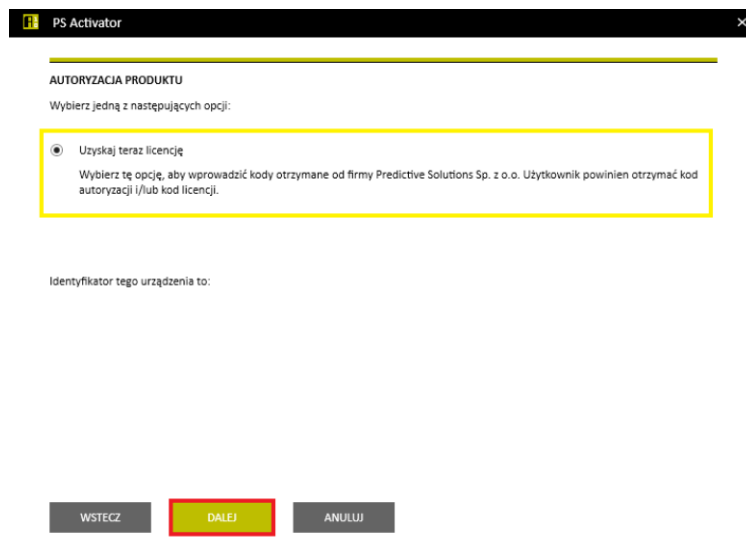 PS Activator
AUTORYZACJA PRODUKTU
Wybierz jedną z następujących opcji:
Uzyskaj teraz licencję
Wybierz tę opcję, aby wprowadzić kody otrzymane od firmy Predictive Solutions Sp. z o.o. Użytkownik powinien otrzymać kod
autoryzacji i/lub kod licencji.
Identyfikator tego urządzenia to:
WSTECZ DALEJ ANULUJ